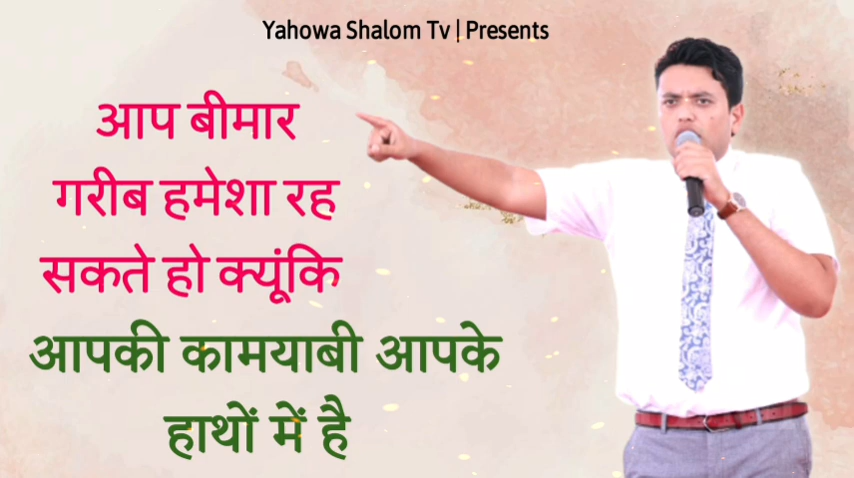 Yahowa Shalom Tv | Presents
आप बीमार
गरीब हमेशा रह
सकते हो क्यूंकि
आपकी कामयाबी आपके
हाथों में है